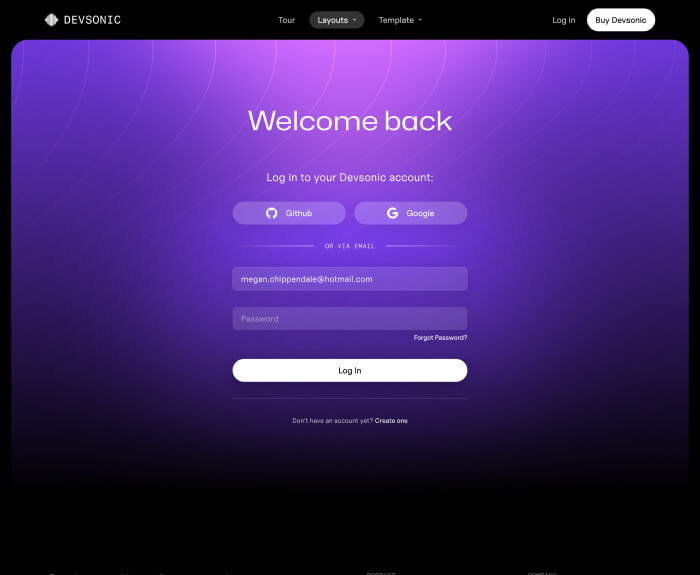 DEVSONIC
Tour
Layouts
Template
Log in
Buy Devsonic
Welcome back
Log in to your Devsonic account:
Github
Google
OR VIA EMAIL
megan.chippendale@hotmail.com
Password
Forgot Password?
Log In
Don't have an account yet? Create one